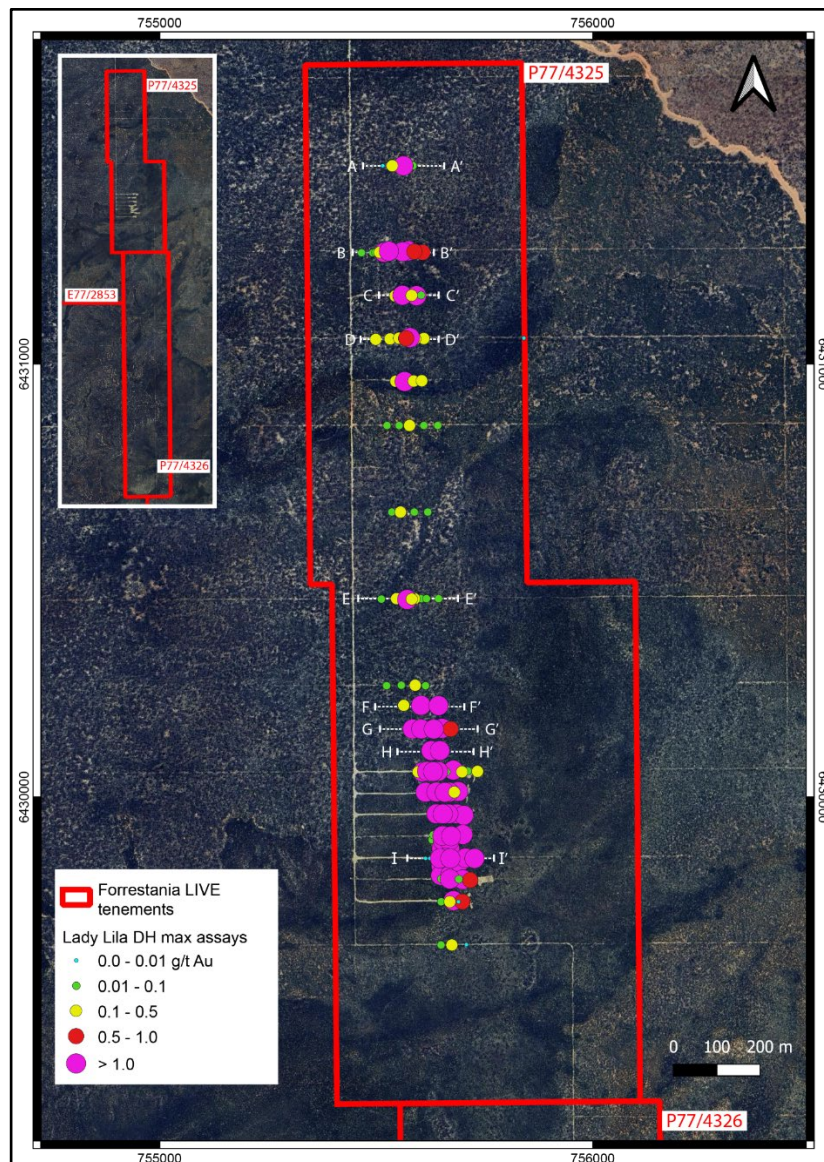 755000
756000
P77/4325
P77/4325
A
A'
B
B'
C
C'
E77/2853
D
D'
6431000
6431000
P77/4326
E
E'
F
F'
G
G'
H
H'
6430000
6430000
I
I'
Forrestania LIVE
tenements
Lady Lila DH max assays
0.0 - 0.01 g/t Au
0.01 - 0.1
0.1 - 0.5
0.5 - 1.0
> 1.0
0 100 200 m
P77/4326
755000
756000